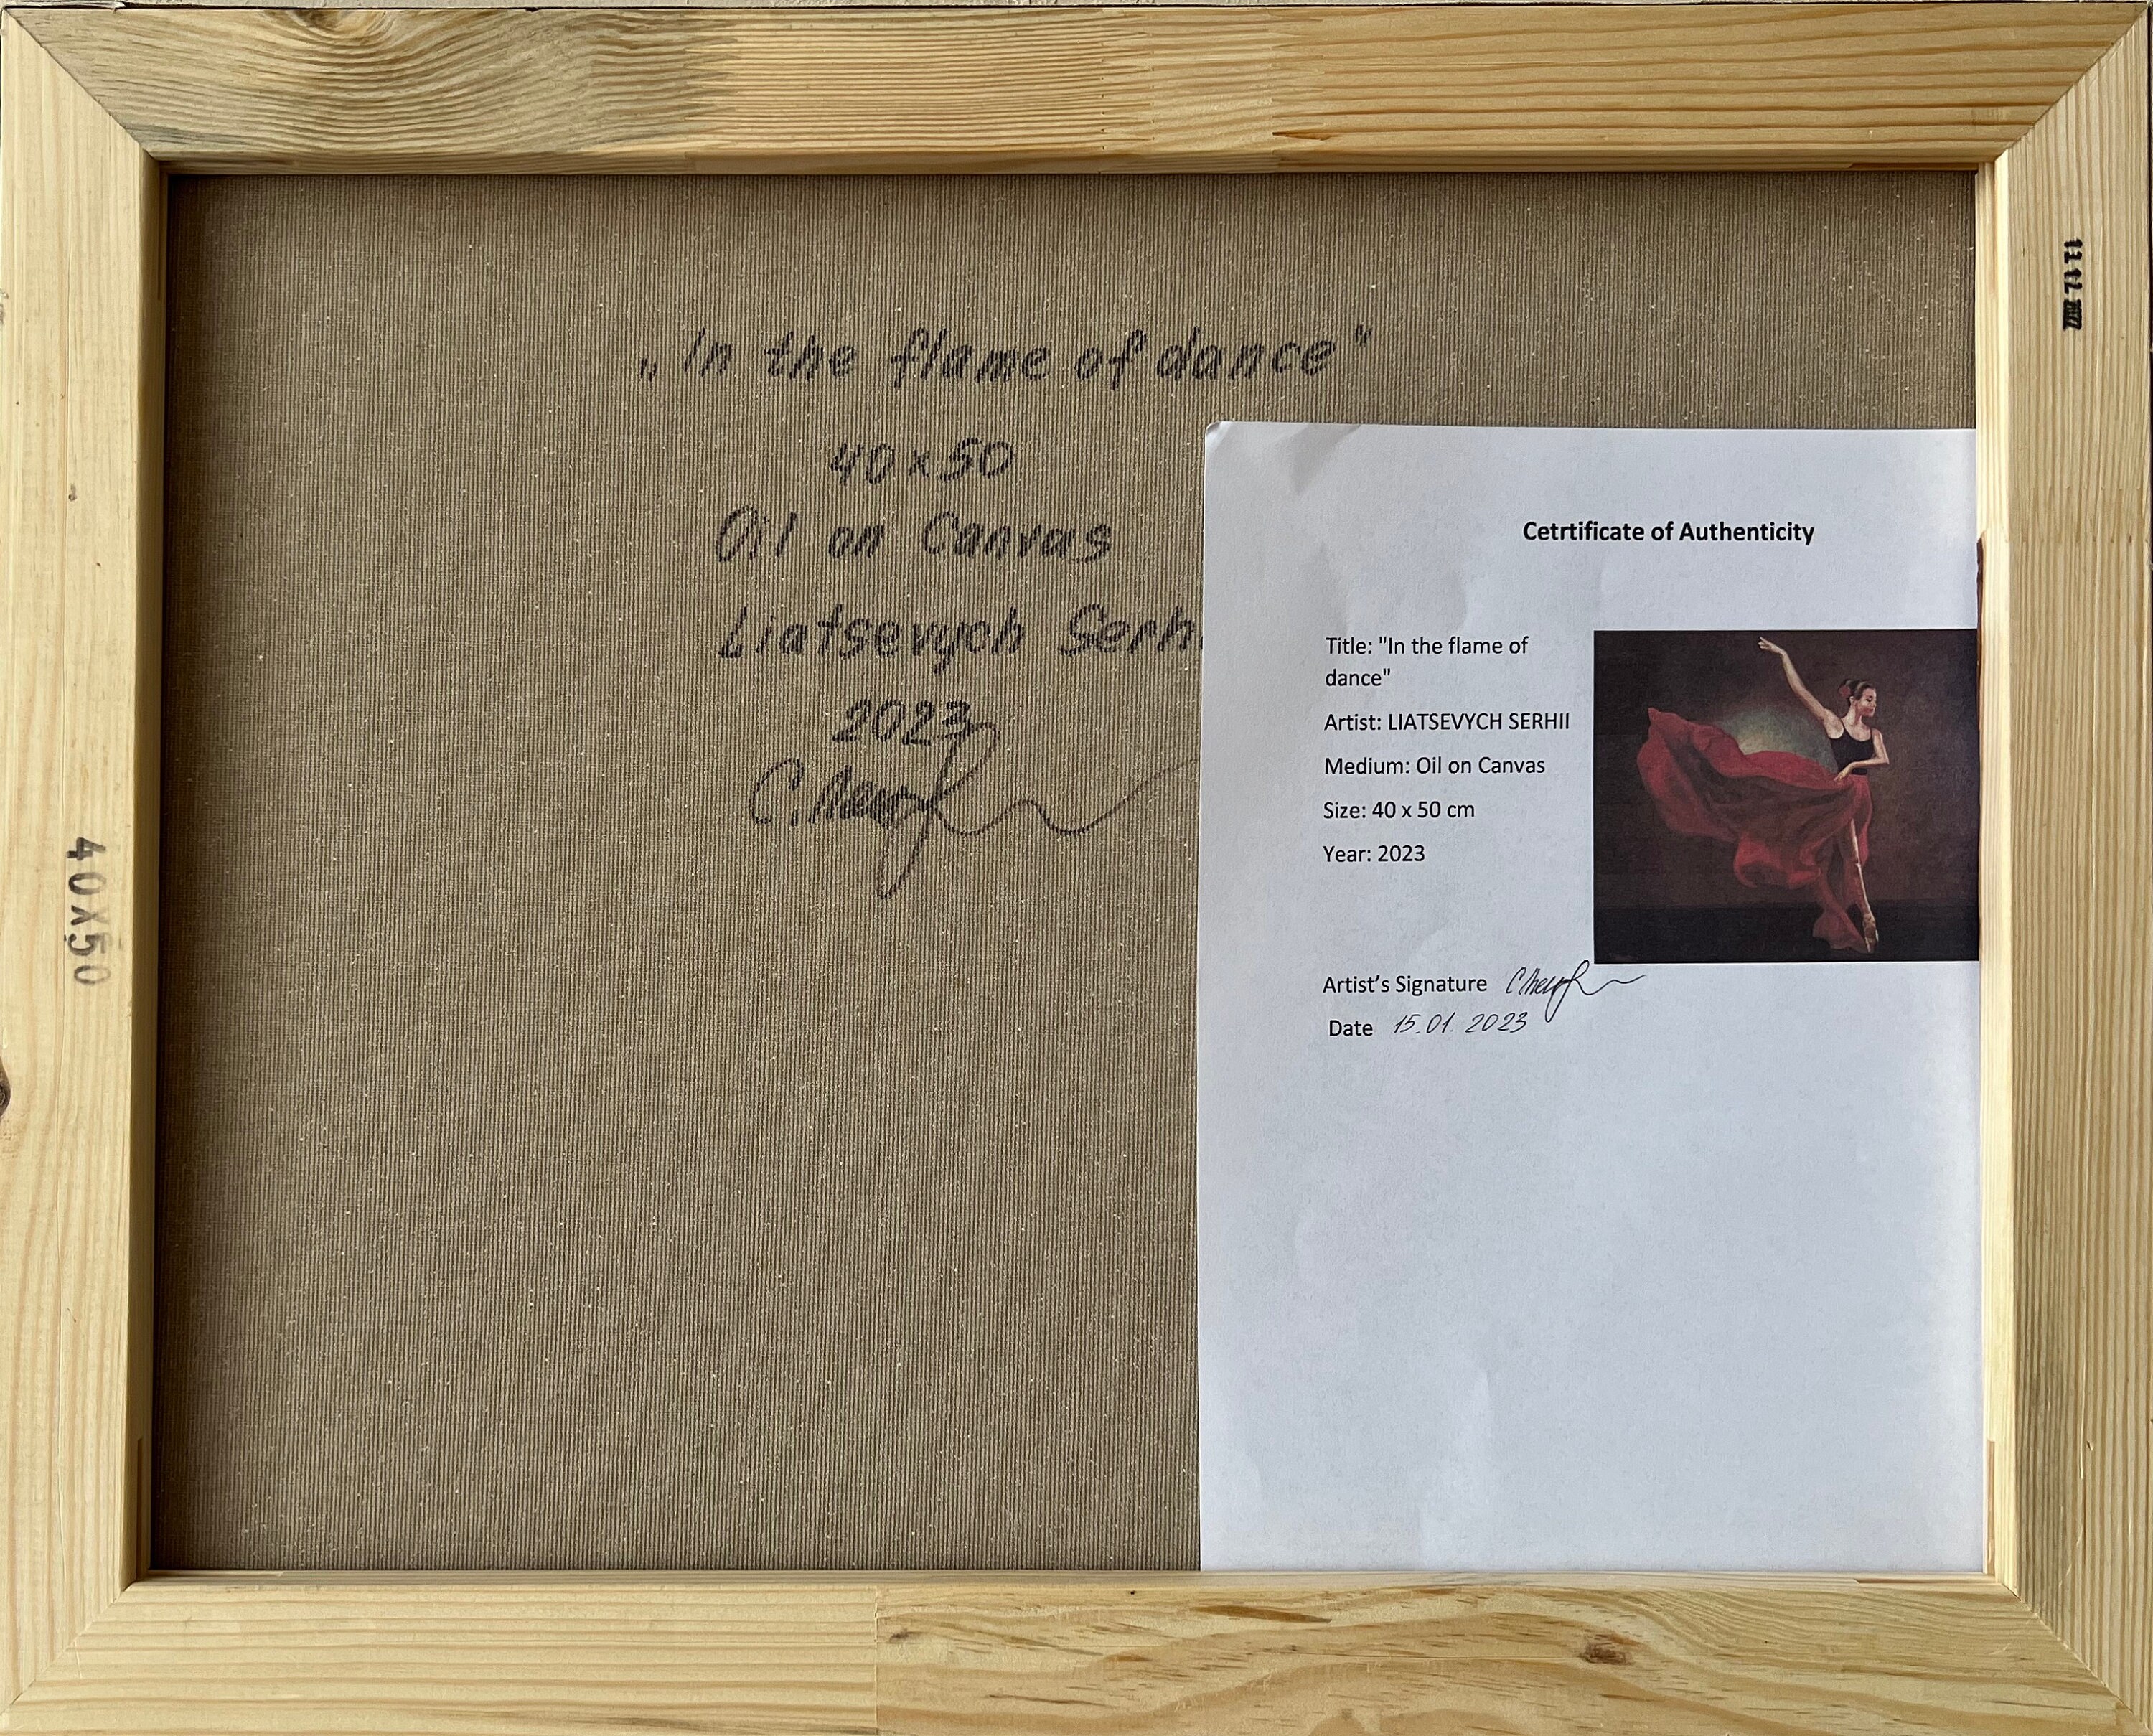 „In the flame of dance"
40x50
Oil on Canvas
Liatsevych Serhi
2023
40X50
Cetrtificate of Authenticity
Title: "In the flame of
dance"
Artist: LIATSEVYCH SERHII
Medium: Oil on Canvas
Size: 40 x 50 cm
Year: 2023
Artist's Signature
Date 15.01. 2023